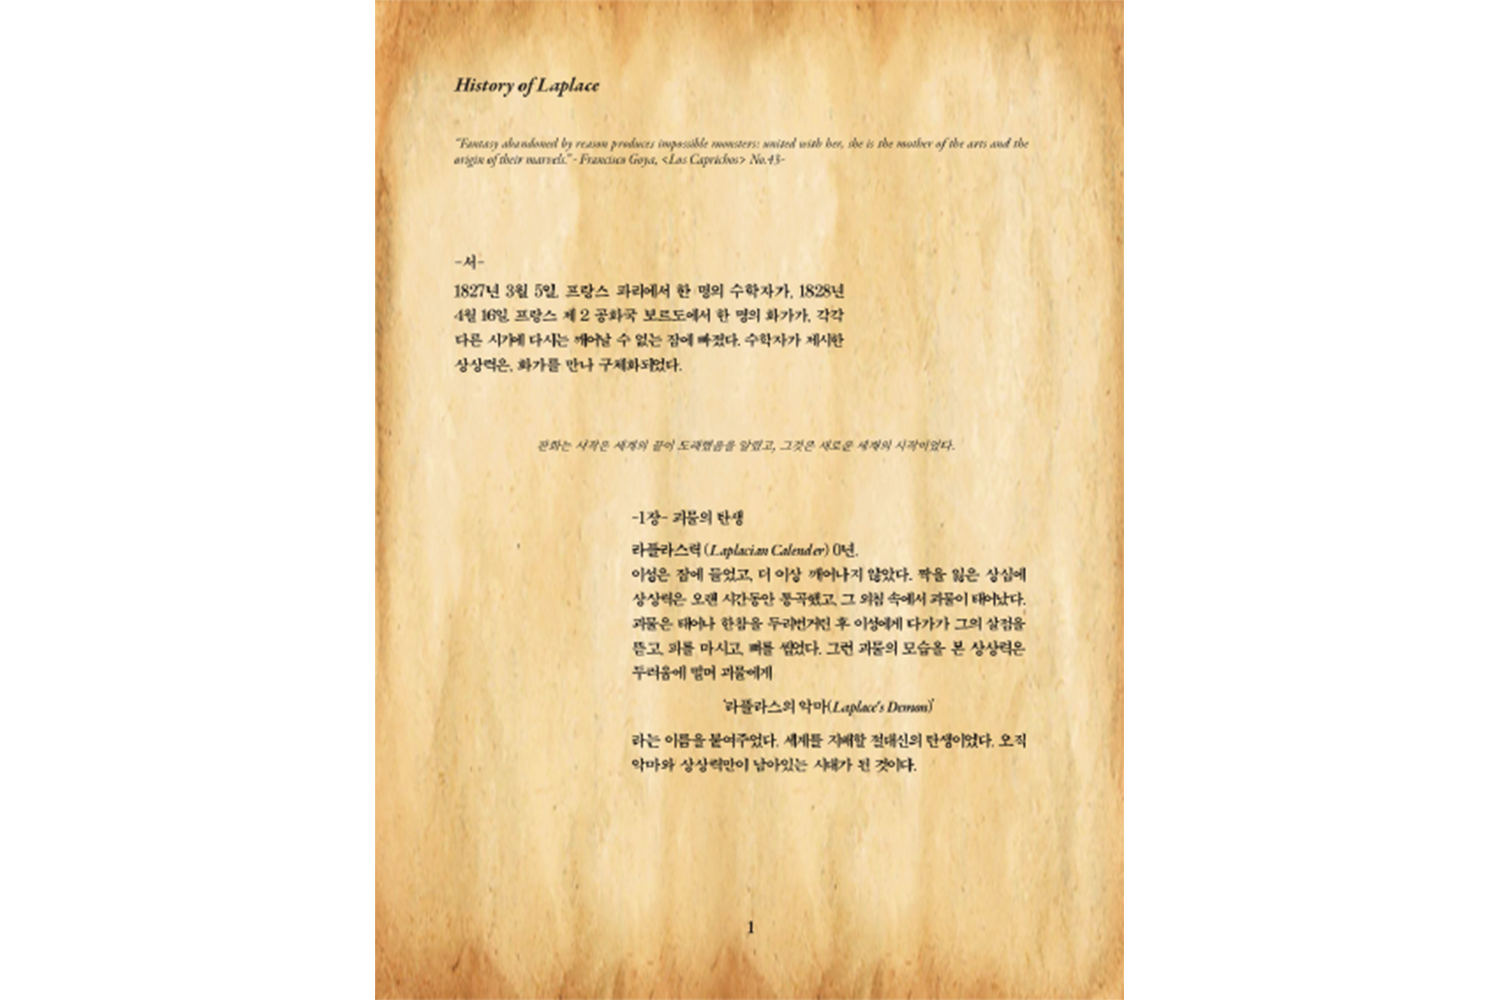 History of Laplace
"Fantasy abandoned by reason produces impossible monsters: united with her, she is the mother of the arts and the
origin of their marvels." - Francisco Goya, <Los Caprichos> No.43-
-서-
1827년 3월 5일, 프랑스 파리에서 한 명의 수학자가, 1828년
4월 16일, 프랑스 제 2 공화국 보르도에서 한 명의 화가가, 각각
다른 시기에 다시는 깨어날 수 없는 잠에 빠졌다. 수학자가 제시한
상상력은, 화가를 만나 구체화되었다.
판화는 시작은 세계의 끝이 도래했음을 알렸고, 그것은 새로운 세계의 시작이었다.
-1장- 괴물의 탄생
라플라스력(Laplacian Calender) 0년.
이성은 잠에 들었고, 더 이상 깨어나지 않았다. 짝을 잃은 상심에
상상력은 오랜 시간동안 통곡했고, 그 외침 속에서 괴물이 태어났다.
괴물은 태어나 한참을 두리번거린 후 이성에게 다가가 그의 살점을
뜯고, 피를 마시고, 뼈를 씹었다. 그런 괴물의 모습을 본 상상력은
두려움에 떨며 괴물에게
'라플라스의 악마(Laplace's Demon)'
라는 이름을 붙여주었다. 세계를 지배할 절대신의 탄생이었다. 오직
악마와 상상력만이 남아있는 시대가 된 것이다.
1